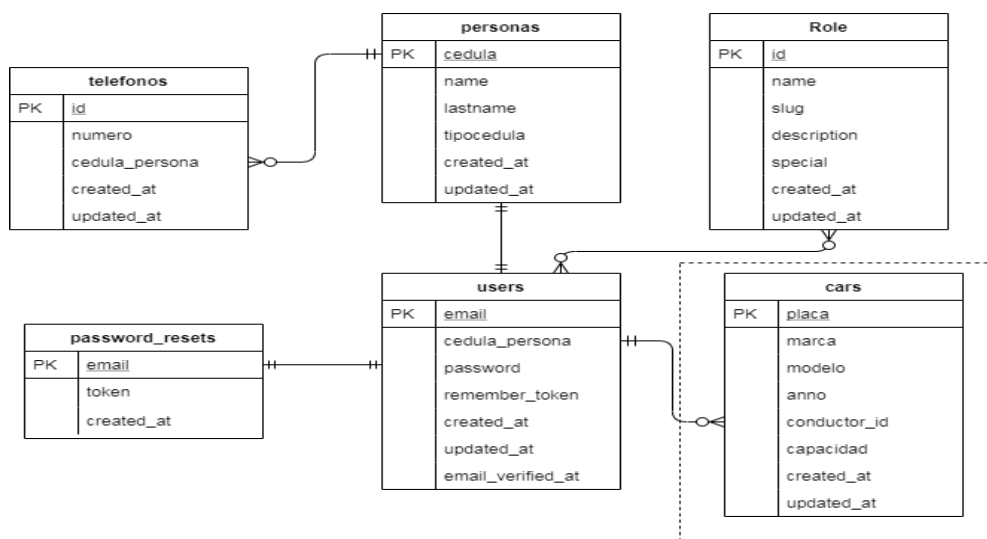 personas
PK cedula
name
lastname
tipocedula
created_at
updated_at
Role
PK id
name
slug
description
special
created_at
updated_at
telefonos
PK id
numero
cedula_persona
created_at
updated_at
users
PK email
cedula_persona
password
remember_token
created_at
updated_at
email_verified_at
cars
PK placa
marca
modelo
anno
conductor_id
capacidad
created_at
updated_at
password_resets
PK email
token
created_at